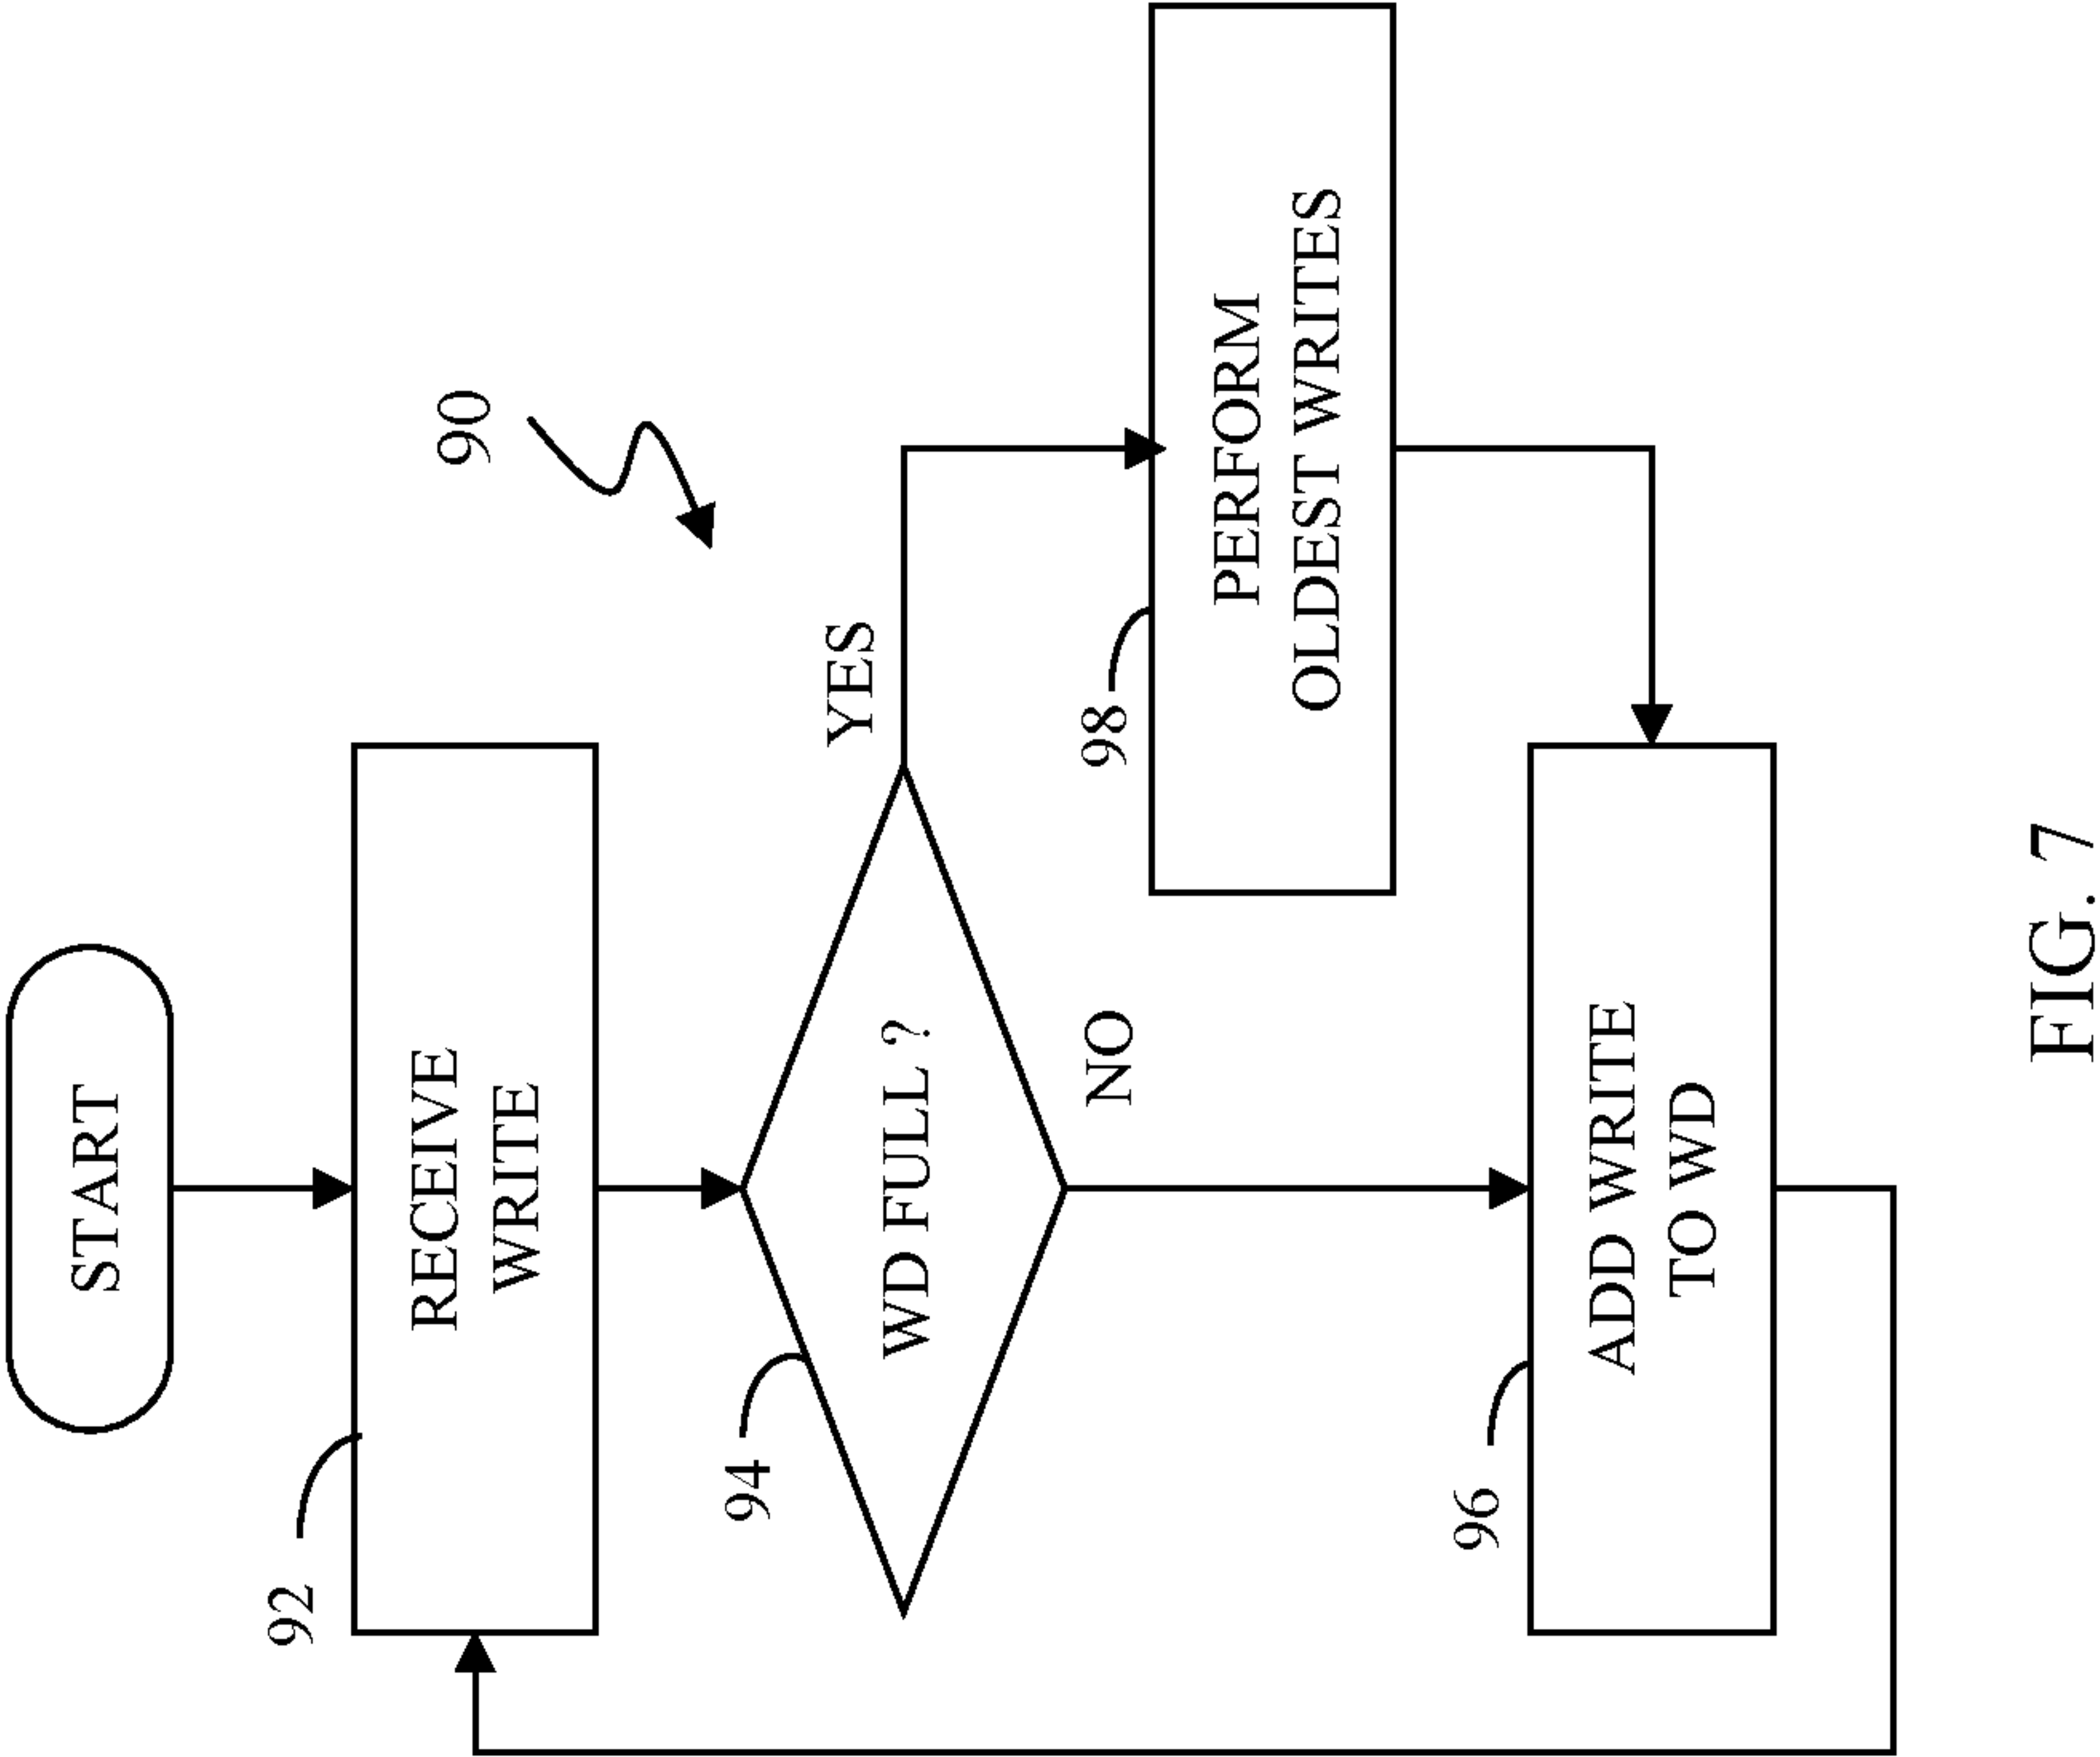 START
90
92
RECEIVE
WRITE
94
WD FULL ?
YES
NO
98
PERFORM
OLDEST WRITES
96
ADD WRITE
TO WD
FIG. 7